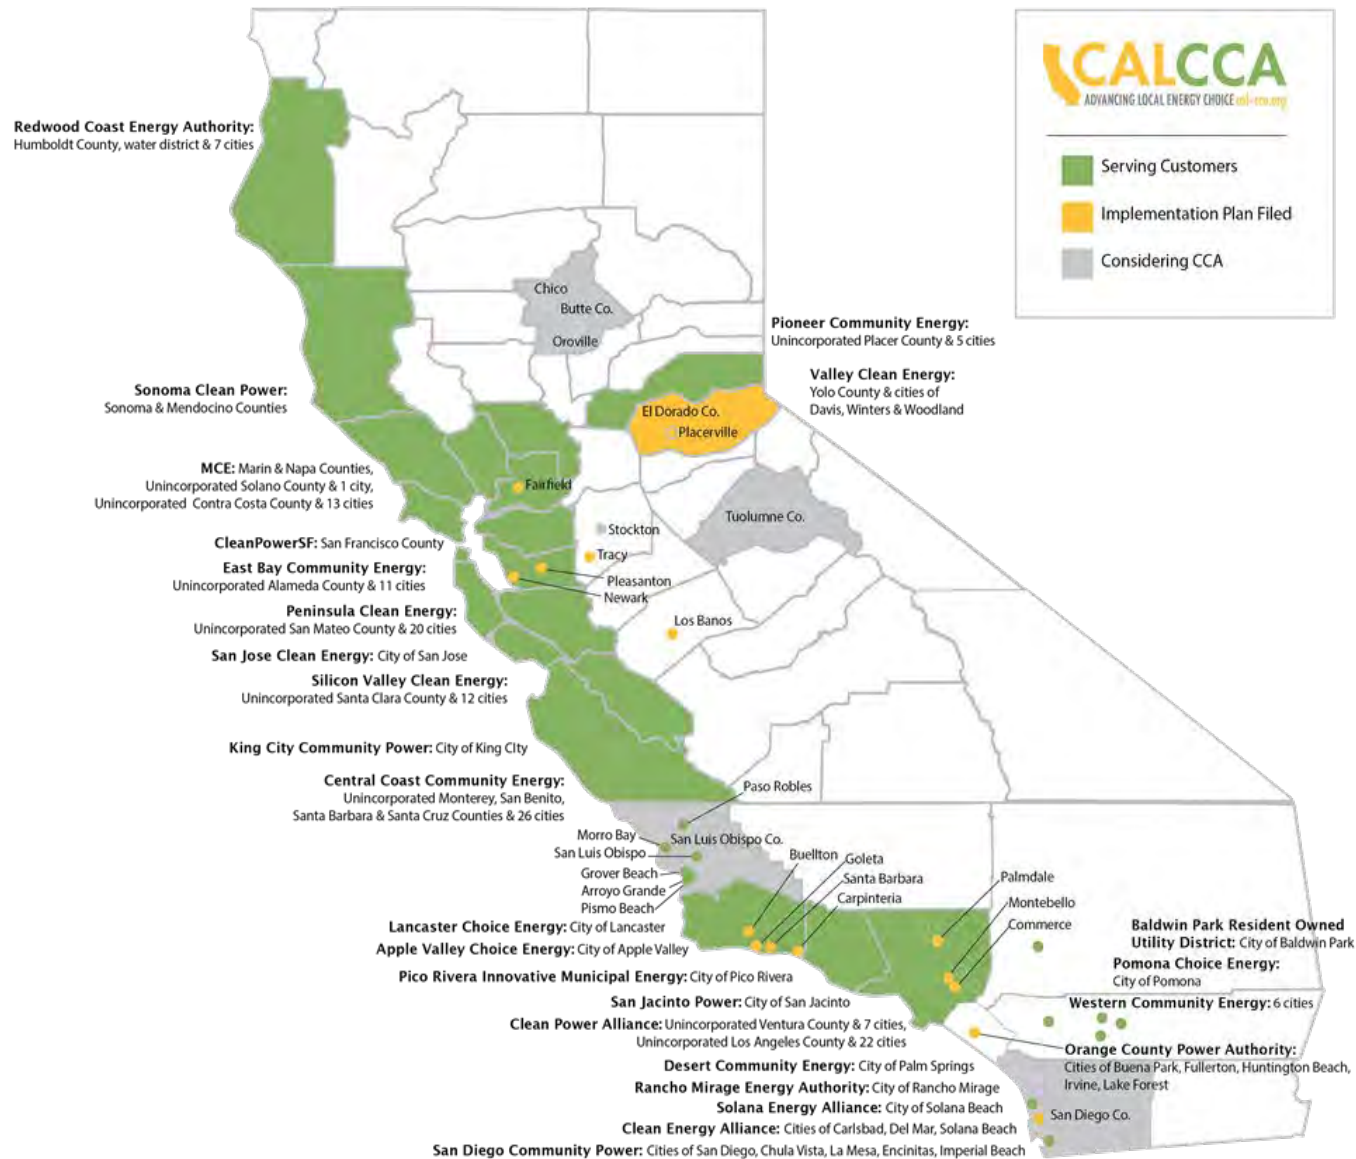 CALCCA
ADVANCING LOCAL ENERGY CHOICE cal-cca.org
Serving Customers
Implementation Plan Filed
Considering CCA
Redwood Coast Energy Authority:
Humboldt County, water district & 7 cities
Chico
Butte Co.
Oroville
Pioneer Community Energy:
Unincorporated Placer County & 5 cities
Valley Clean Energy:
Yolo County & cities of
Davis, Winters & Woodland
Sonoma Clean Power:
Sonoma & Mendocino Counties
El Dorado Co.
Placerville
MCE: Marin & Napa Counties,
Unincorporated Solano County & 1 city,
Unincorporated Contra Costa County & 13 cities
Fairfield
Tuolumne Co.
Stockton
CleanPowerSF: San Francisco County
Tracy
East Bay Community Energy:
Unincorporated Alameda County & 11 cities
Pleasanton
Newark
Peninsula Clean Energy:
Unincorporated San Mateo County & 20 cities
Los Banos
San Jose Clean Energy: City of San Jose
Silicon Valley Clean Energy:
Unincorporated Santa Clara County & 12 cities
King City Community Power: City of King CIty
Central Coast Community Energy:
Unincorporated Monterey, San Benito,
Santa Barbara & Santa Cruz Counties & 26 cities
Paso Robles
Morro Bay
San Luis Obispo Co.
San Luis Obispo
Grover Beach
Arroyo Grande
Pismo Beach
Buellton
Goleta
Santa Barbara
Carpinteria
Palmdale
Montebello
Commerce
Lancaster Choice Energy: City of Lancaster
Apple Valley Choice Energy: City of Apple Valley
Pico Rivera Innovative Municipal Energy: City of Pico Rivera
San Jacinto Power: City of San Jacinto
Clean Power Alliance: Unincorporated Ventura County & 7 cities,
Unincorporated Los Angeles County & 22 cities
Baldwin Park Resident Owned
Utility District: City of Baldwin Park
Pomona Choice Energy:
City of Pomona
Western Community Energy: 6 cities
Orange County Power Authority:
Cities of Buena Park, Fullerton, Huntington Beach,
Irvine, Lake Forest
Desert Community Energy: City of Palm Springs
Rancho Mirage Energy Authority: City of Rancho Mirage
Solana Energy Alliance: City of Solana Beach
San Diego Co.
Clean Energy Alliance: Cities of Carlsbad, Del Mar, Solana Beach
San Diego Community Power: Cities of San Diego, Chula Vista, La Mesa, Encinitas, Imperial Beach